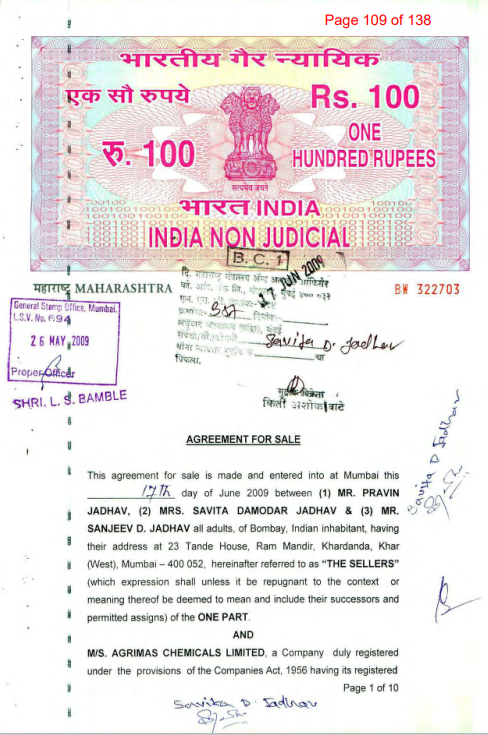 Page 109 of 138
भारतीय गैर न्यायिक
एक सौ रुपये
Rs. 100
रु. 100
ONE
HUNDRED RUPEES
सत्यमेव जयते
भारत INDIA
INDIA NON JUDICIAL
B. C. 1
17 JUN 2009
महाराष्ट्र MAHARASHTRA
BW 322703
General Stamp Office, Mumbai.
L.S.V. No. 694
26 MAY 2009
Proper Officer
SHRI. L. S. BAMBLE
Savita D. Jadhav
AGREEMENT FOR SALE
Savita D Jadhav
This agreement for sale is made and entered into at Mumbai this
17th day of June 2009 between (1) MR. PRAVIN
JADHAV, (2) MRS. SAVITA DAMODAR JADHAV & (3) MR.
SANJEEV D. JADHAV all adults, of Bombay, Indian inhabitant, having
their address at 23 Tande House, Ram Mandir, Khardanda, Khar
(West), Mumbai – 400 052, hereinafter referred to as "THE SELLERS"
(which expression shall unless it be repugnant to the context or
meaning thereof be deemed to mean and include their successors and
permitted assigns) of the ONE PART.
AND
M/S. AGRIMAS CHEMICALS LIMITED, a Company duly registered
under the provisions of the Companies Act, 1956 having its registered
Page 1 of 10
Savita D. Jadhav